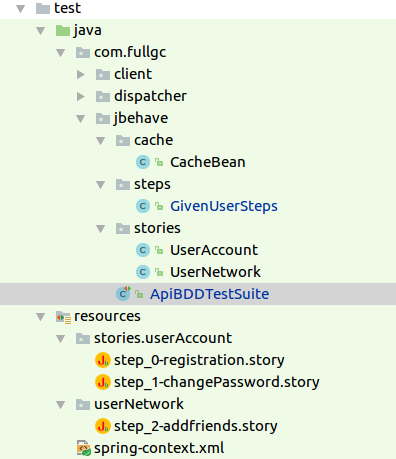 test
java
com.fullgc
client
dispatcher
jbehave
cache
CacheBean
steps
GivenUserSteps
stories
UserAccount
UserNetwork
ApiBDDTestSuite
resources
stories.userAccount
step_0-registration.story
step_1-changePassword.story
userNetwork
step_2-addfriends.story
spring-context.xml